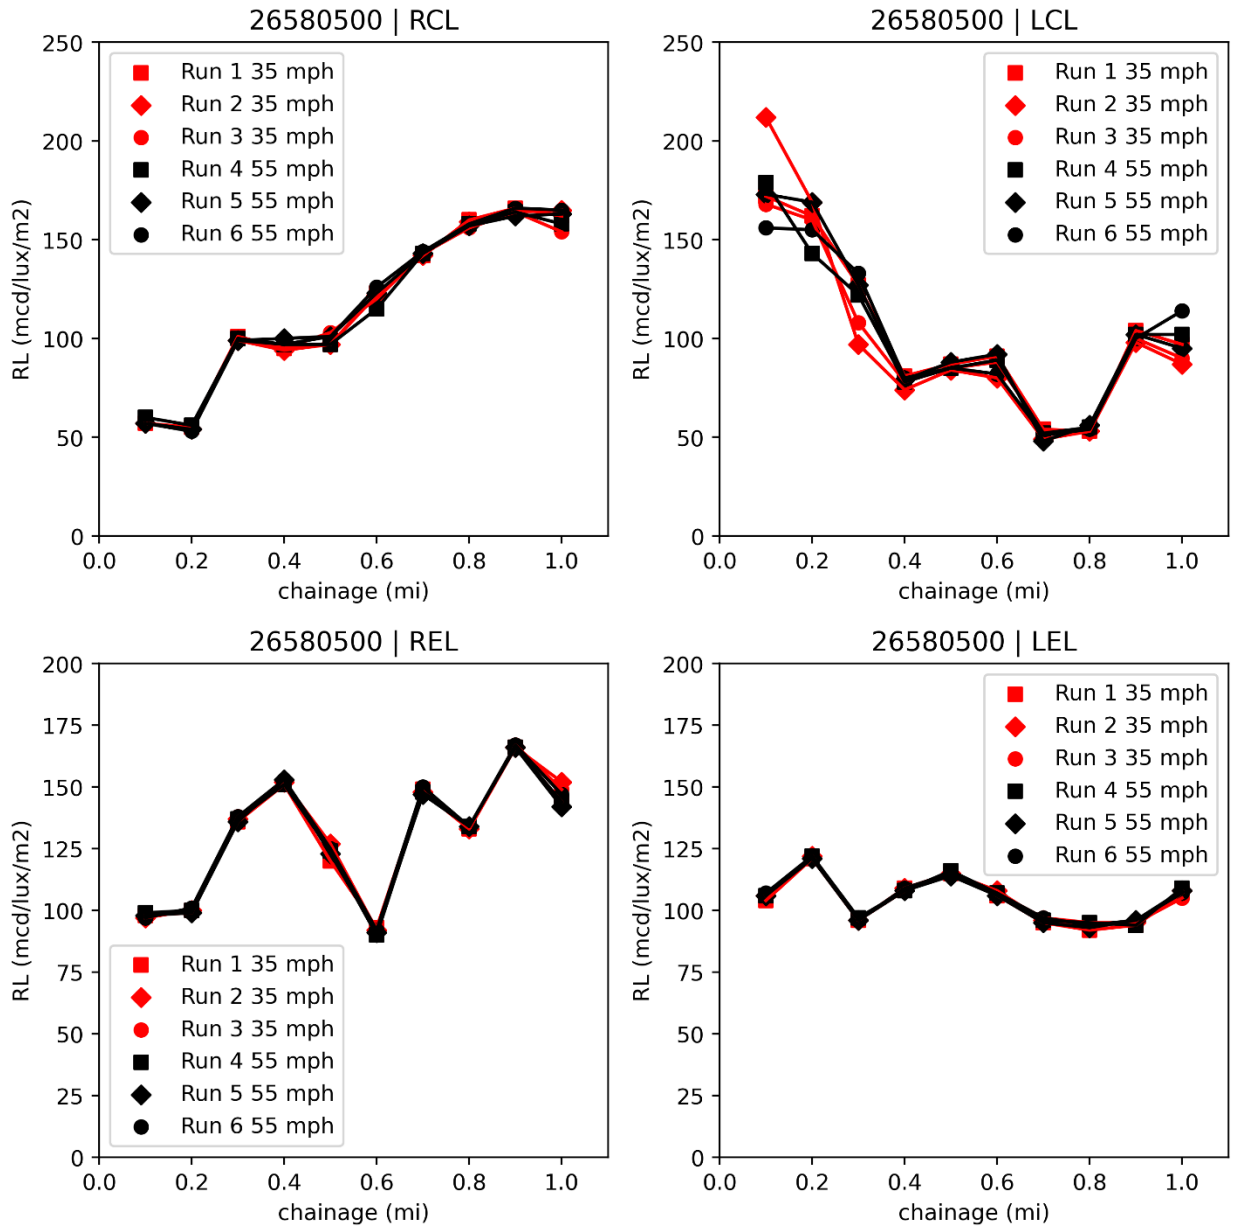 26580500 | RCL
250
200
150
100
50
0
RL (mcd/lux/m2)
Run 1 35 mph
Run 2 35 mph
Run 3 35 mph
Run 4 55 mph
Run 5 55 mph
Run 6 55 mph
0.0 0.2 0.4 0.6 0.8 1.0
chainage (mi)
26580500 | LCL
250
200
150
100
50
0
RL (mcd/lux/m2)
Run 1 35 mph
Run 2 35 mph
Run 3 35 mph
Run 4 55 mph
Run 5 55 mph
Run 6 55 mph
0.0 0.2 0.4 0.6 0.8 1.0
chainage (mi)
26580500 | REL
200
175
150
125
100
75
50
25
0
RL (mcd/lux/m2)
Run 1 35 mph
Run 2 35 mph
Run 3 35 mph
Run 4 55 mph
Run 5 55 mph
Run 6 55 mph
0.0 0.2 0.4 0.6 0.8 1.0
chainage (mi)
26580500 | LEL
200
175
150
125
100
75
50
25
0
RL (mcd/lux/m2)
Run 1 35 mph
Run 2 35 mph
Run 3 35 mph
Run 4 55 mph
Run 5 55 mph
Run 6 55 mph
0.0 0.2 0.4 0.6 0.8 1.0
chainage (mi)